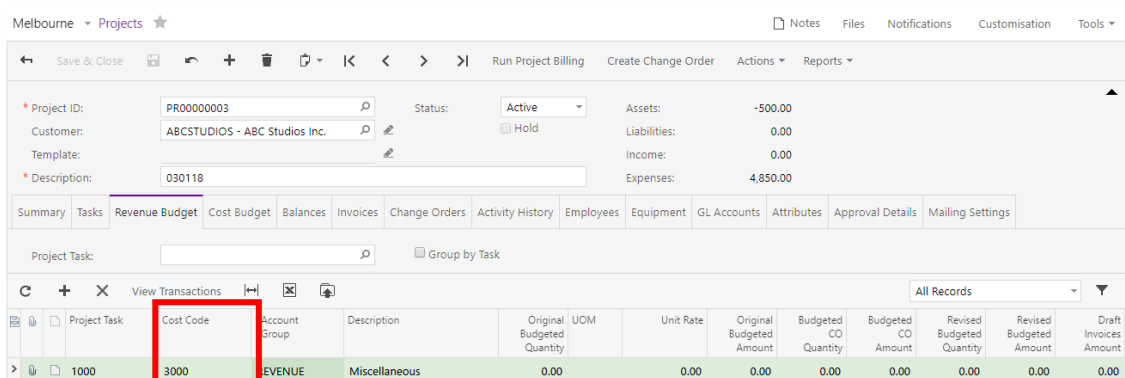 Melbourne Projects Notes Files Notifications Customisation Tools
Save & Close Run Project Billing Create Change Order Actions Reports
* Project ID: PR00000003 Status: Active Assets: -500.00
Customer: ABCSTUDIOS - ABC Studios Inc. Hold Liabilities: 0.00
Template: Income: 0.00
* Description: 030118 Expenses: 4,850.00
Summary Tasks Revenue Budget Cost Budget Balances Invoices Change Orders Activity History Employees Equipment GL Accounts Attributes Approval Details Mailing Settings
Project Task: Group by Task
View Transactions All Records
Project Task Cost Code Account Description Original UOM Unit Rate Original Budgeted Budgeted Revised Revised Draft
Group Budgeted Budgeted CO CO Budgeted Budgeted Invoices
Quantity Amount Quantity Amount Quantity Amount Amount
1000 3000 REVENUE Miscellaneous 0.00 0.00 0.00 0.00 0.00 0.00 0.00 0.00